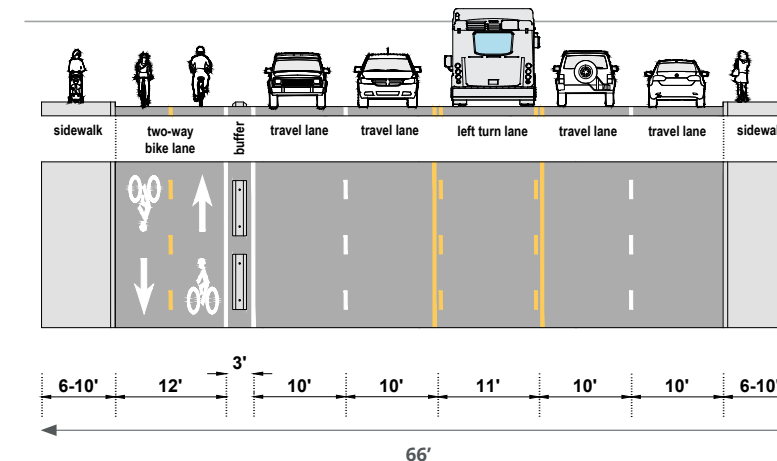 sidewalk
two-way
bike lane
buffer
travel lane
travel lane
left turn lane
travel lane
travel lane
sidewal
6-10'
12'
3'
10'
10'
11'
10'
10'
6-10'
66'